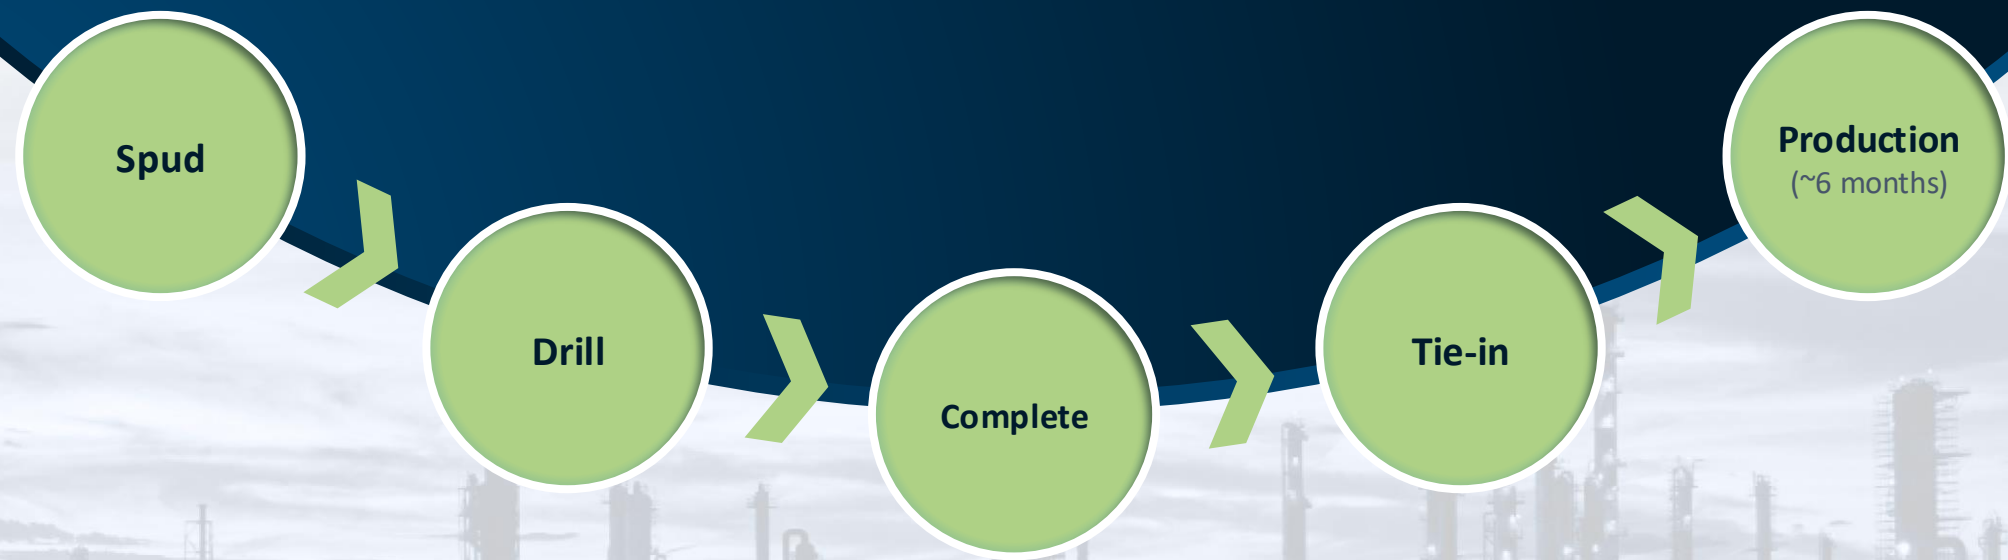 Spud
Drill
Complete
Tie-in
Production
(~6 months)